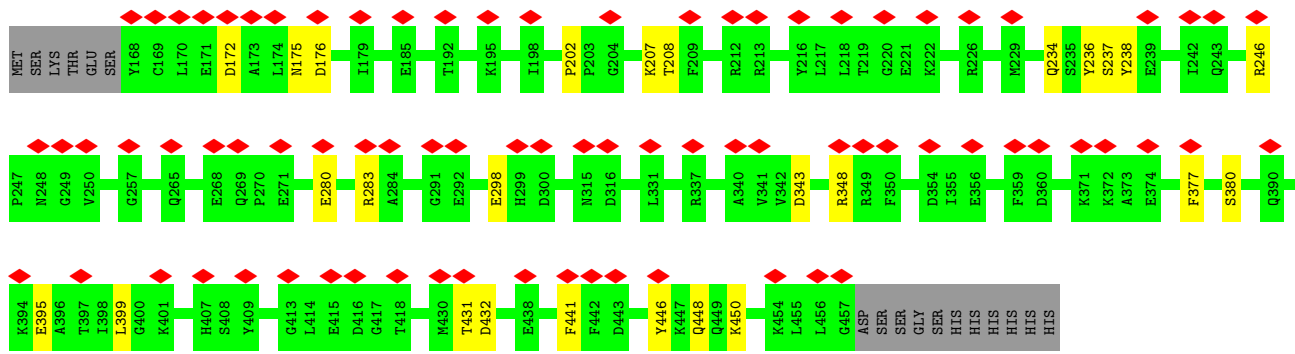 MET SER LYS THR GLU SER Y168 C169 L170 E171 D172 A173 L174 N175 D176 I179 E185 T192 K195 I198 P202 P203 G204 K207 T208 F209 R212 R213 Y216 L217 L218 T219 G220 E221 K222 R226 M229 Q234 S235 Y236 S237 Y238 E239 I242 Q243 R246
P247 N248 G249 V250 G257 Q265 E268 Q269 P270 E271 E280 R283 A284 G291 E292 E298 H299 D300 N315 D316 L331 R337 A340 V341 V342 D343 R348 R349 F350 D354 I355 E356 F359 D360 K371 K372 A373 E374 F377 S380 Q390
K394 E395 A396 T397 I398 L399 G400 K401 H407 S408 Y409 G413 L414 E415 D416 G417 T418 M430 T431 D432 E438 F441 F442 D443 Y446 K447 Q448 Q449 K450 K454 L455 L456 G457 ASP SER SER GLY SER HIS HIS HIS HIS HIS HIS